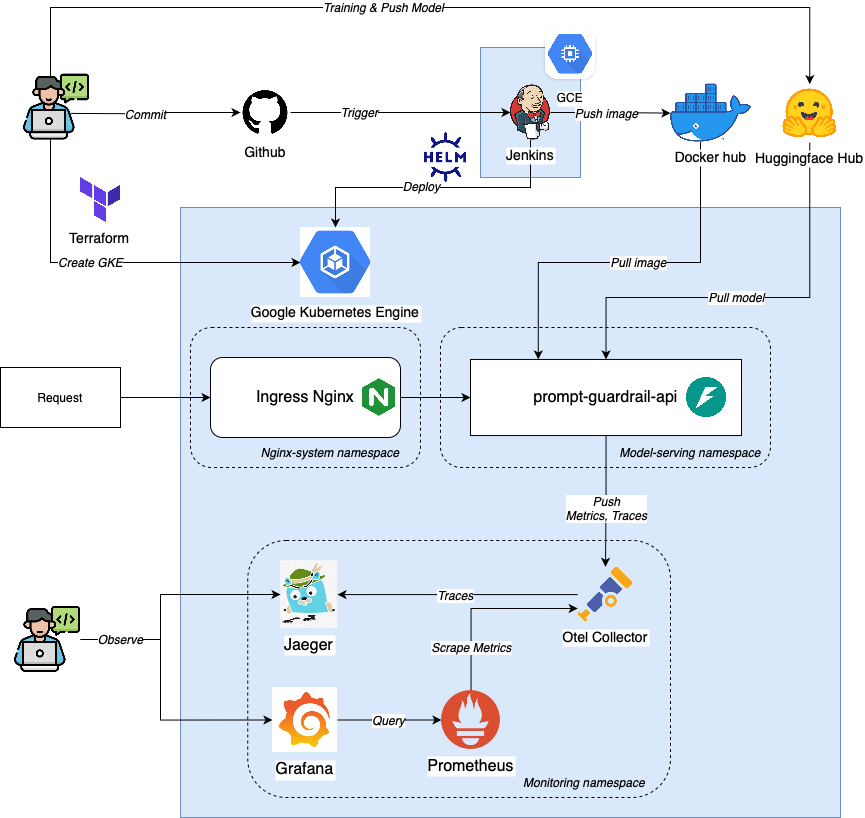 Training & Push Model
GCE
Commit
Trigger
Push image
Github
HELM
Jenkins
Docker hub
Huggingface Hub
Deploy
Terraform
Create GKE
Pull image
Pull model
Google Kubernetes Engine
Request
Ingress Nginx
N
prompt-guardrail-api
Nginx-system namespace
Model-serving namespace
Push
Metrics, Traces
Traces
Observe
Jaeger
Otel Collector
Scrape Metrics
Query
Grafana
Prometheus
Monitoring namespace